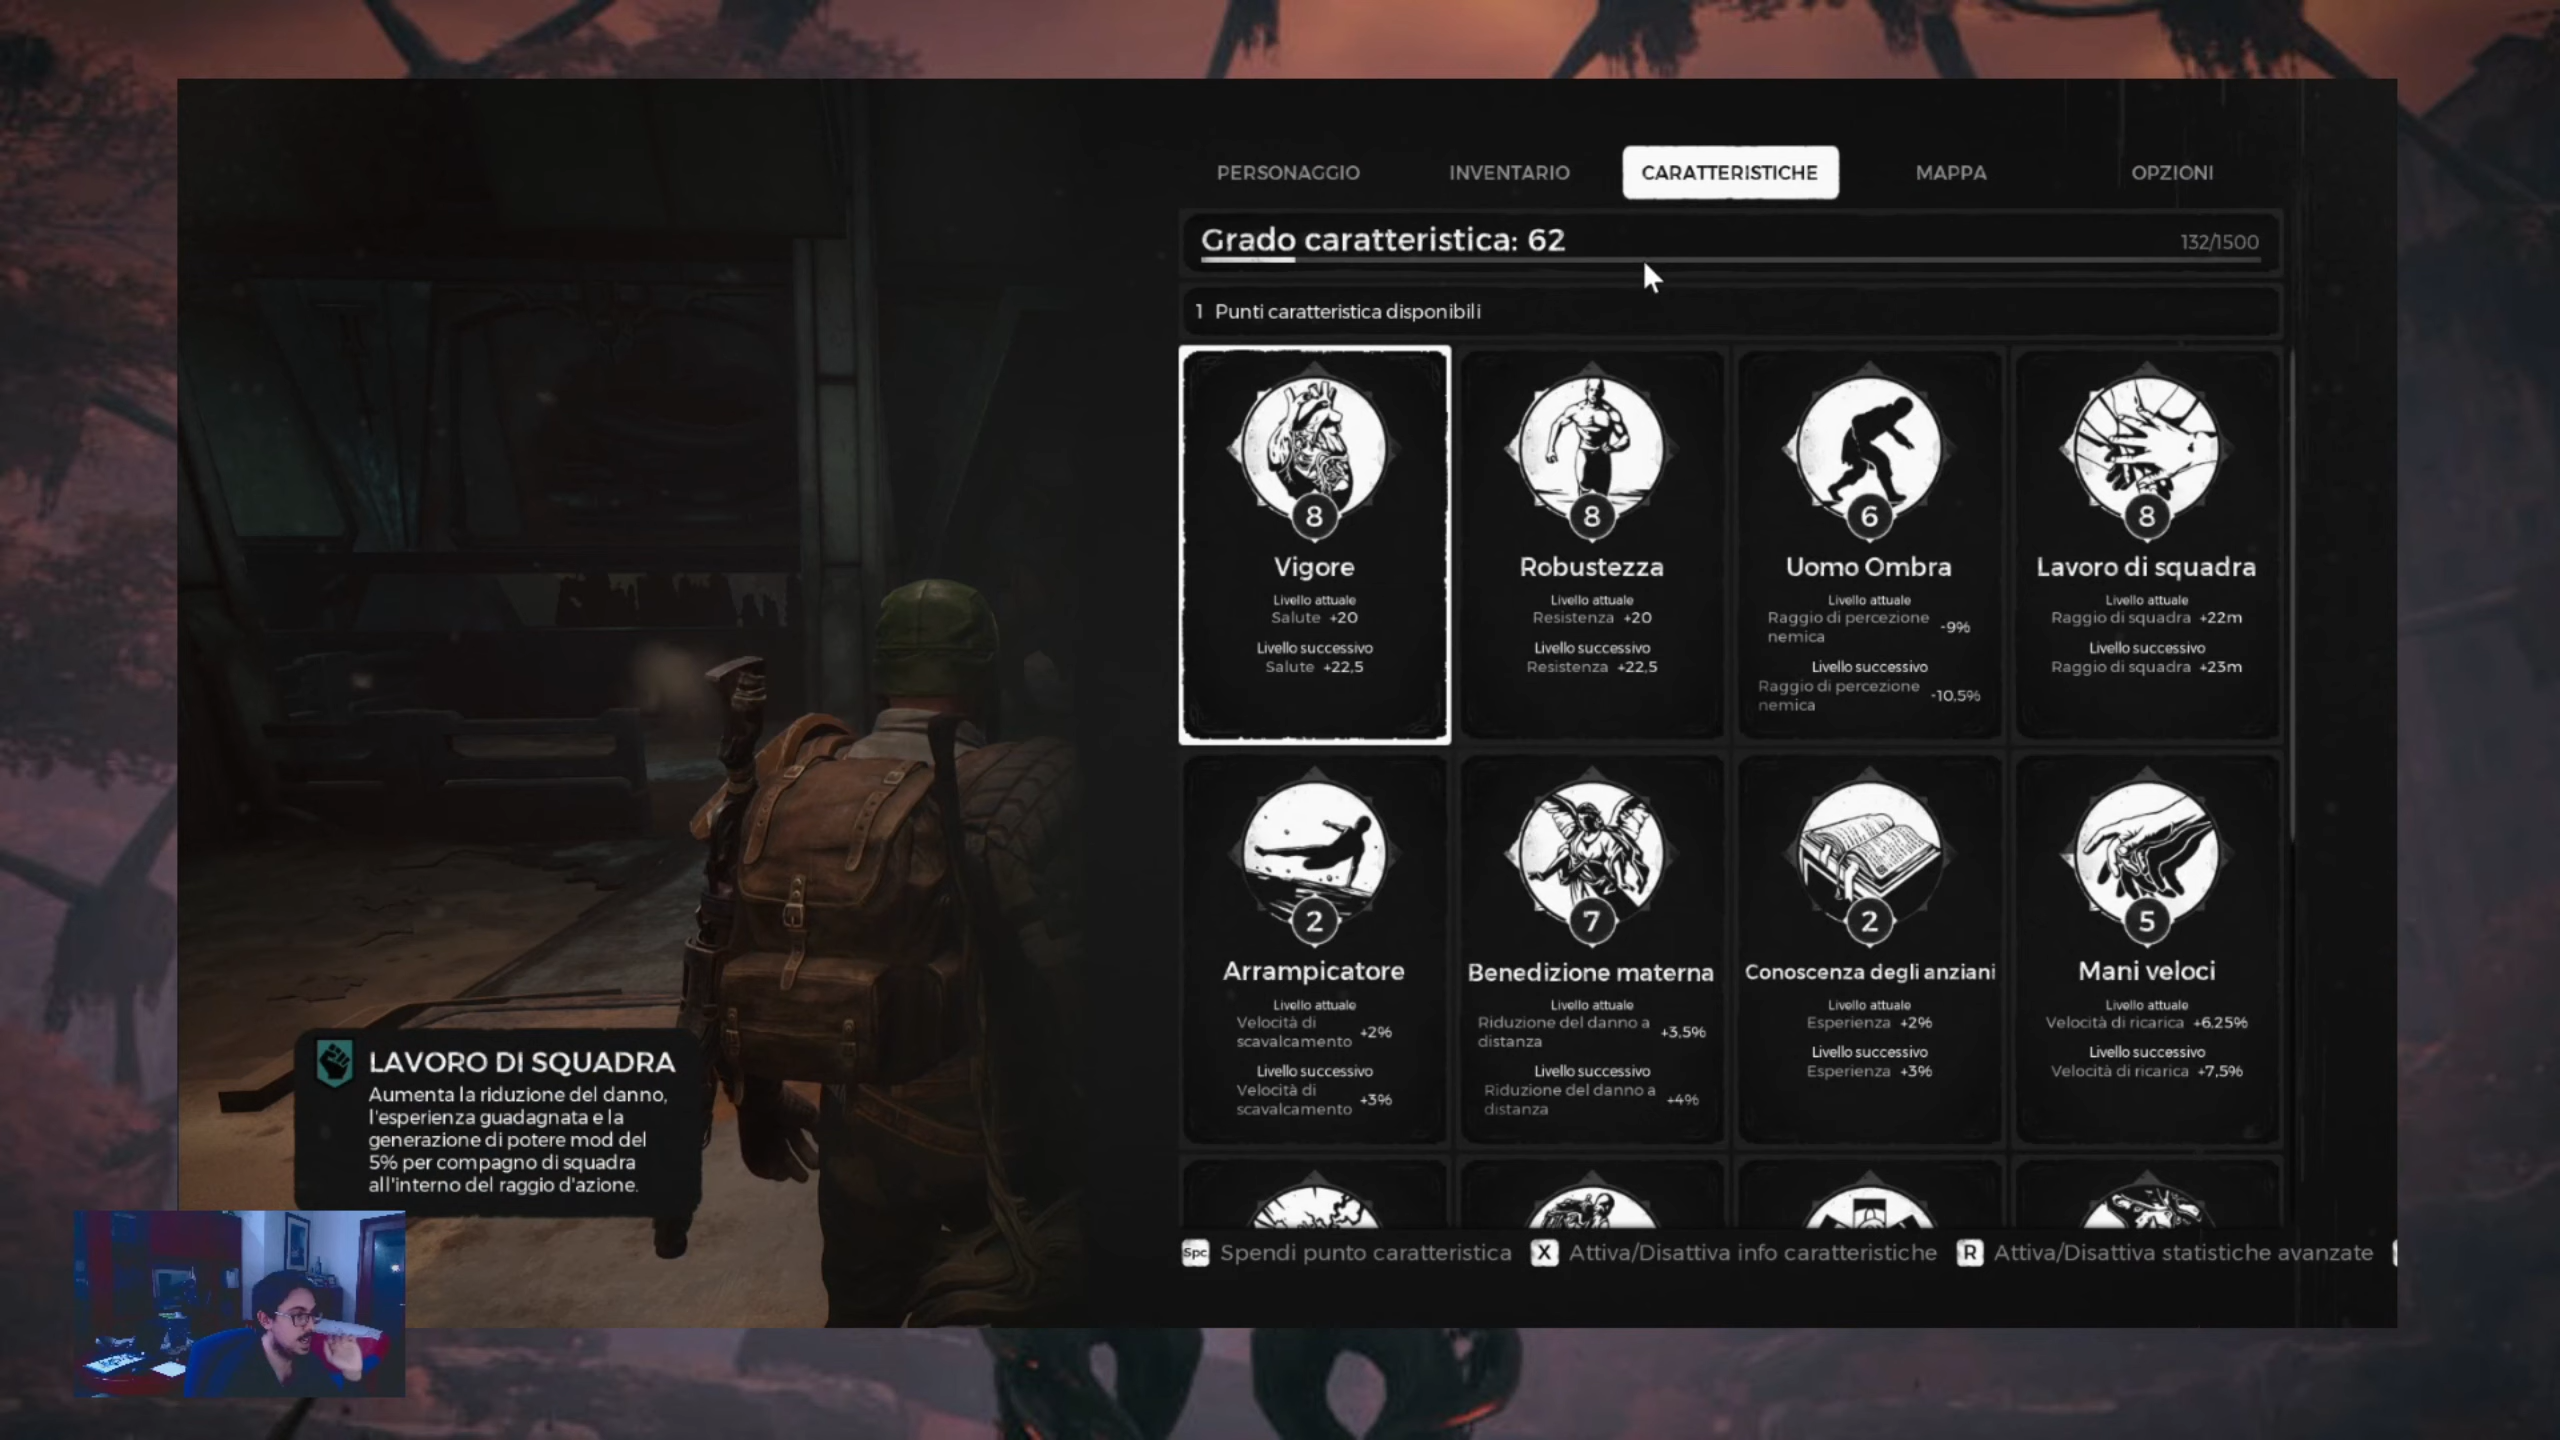 PERSONAGGIO
INVENTARIO
CARATTERISTICHE
MAPPA
OPZIONI
Grado caratteristica: 62
132/1500
1 Punti caratteristica disponibili
8
Vigore
Livello attuale
Salute +20
Livello successivo
Salute +22,5
8
Robustezza
Livello attuale
Resistenza +20
Livello successivo
Resistenza +22,5
6
Uomo Ombra
Livello attuale
Raggio di percezione
nemica
-9%
Livello successivo
Raggio di percezione
nemica
-10,5%
8
Lavoro di squadra
Livello attuale
Raggio di squadra +22m
Livello successivo
Raggio di squadra +23m
2
Arrampicatore
Livello attuale
Velocità di
scavalcamento
+2%
Livello successivo
Velocità di
scavalcamento
+3%
7
Benedizione materna
Livello attuale
Riduzione del danno a
distanza
+3,5%
Livello successivo
Riduzione del danno a
distanza
+4%
2
Conoscenza degli anziani
Livello attuale
Esperienza +2%
Livello successivo
Esperienza +3%
5
Mani veloci
Livello attuale
Velocità di ricarica +6,25%
Livello successivo
Velocità di ricarica +7,5%
LAVORO DI SQUADRA
Aumenta la riduzione del danno,
l'esperienza guadagnata e la
generazione di potere mod del
5% per compagno di squadra
all'interno del raggio d'azione.
Spc Spendi punto caratteristica
X Attiva/Disattiva info caratteristiche
R Attiva/Disattiva statistiche avanzate